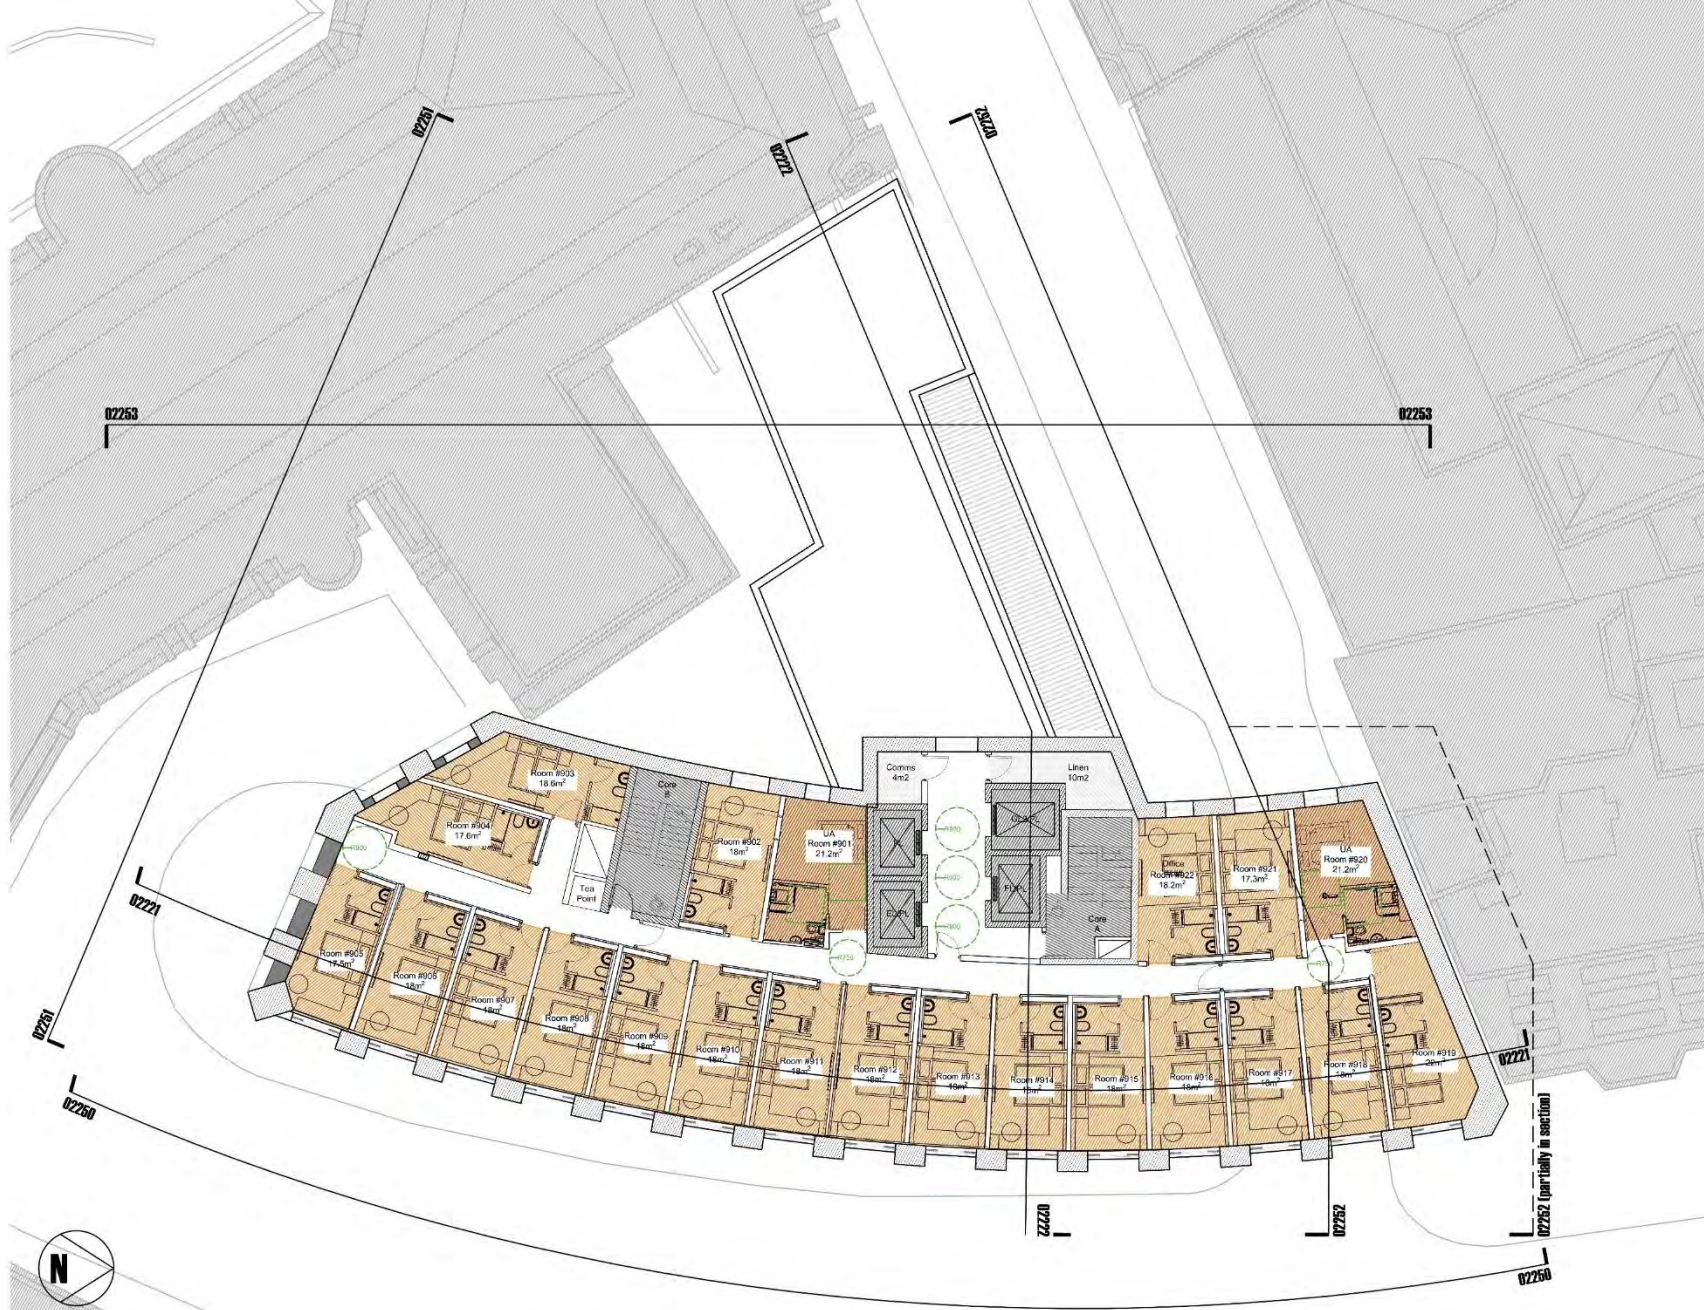 02251
02222
02252
02253
02253
Comms
4m2
Linen
10m2
Room #903
18.6m²
Core
B
Room #904
17.6m²
Room #902
18m²
UA
Room #901
21.2m²
Office
Room #922
18.2m²
Room #921
17.3m²
UA
Room #920
21.2m²
Tea
Point
Core
A
02221
Room #905
17.5m²
Room #906
18m²
Room #907
18m²
Room #908
18m²
Room #909
18m²
Room #910
18m²
Room #911
18m²
Room #912
18m²
Room #913
18m²
Room #914
18m²
Room #915
18m²
Room #916
18m²
Room #917
18m²
Room #918
18m²
Room #919
02221
02251
02250
02222
02252
02252 (partially in section)
02250
N